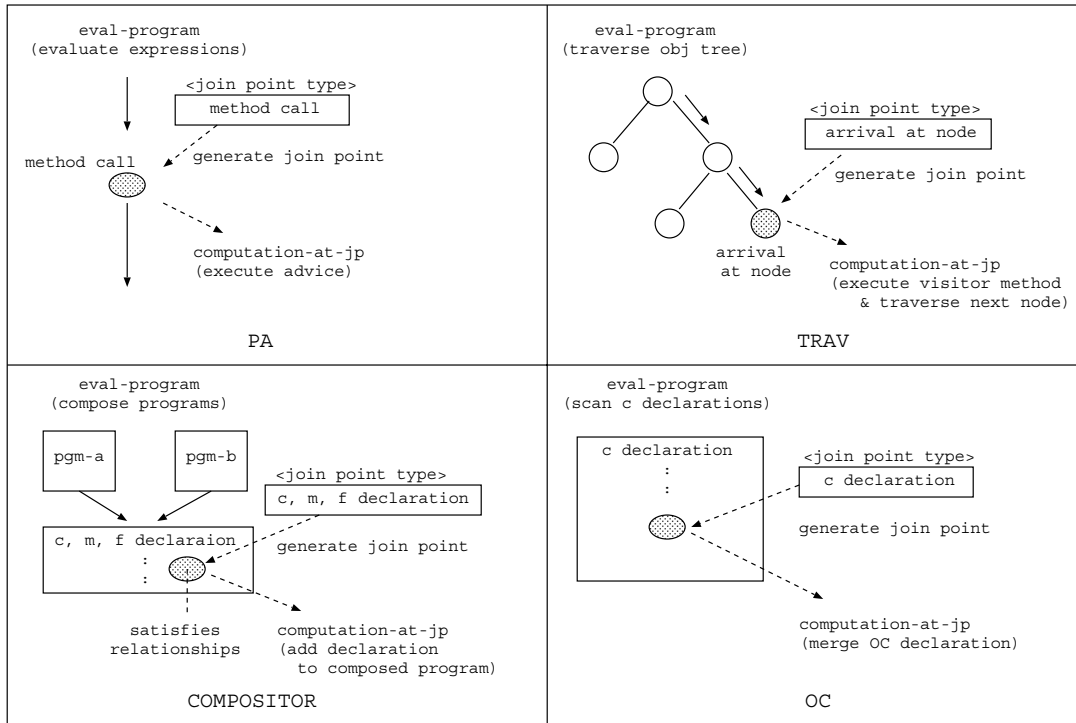 eval-program
(evaluate expressions)
<join point type>
method call
method call
generate join point
computation-at-jp
(execute advice)
PA
eval-program
(traverse obj tree)
<join point type>
arrival at node
generate join point
arrival
at node
computation-at-jp
(execute visitor method
& traverse next node)
TRAV
eval-program
(compose programs)
pgm-a
pgm-b
<join point type>
c, m, f declaration
c, m, f declaraion
:
:
generate join point
satisfies
relationships
computation-at-jp
(add declaration
to composed program)
COMPOSITOR
eval-program
(scan c declarations)
c declaration
:
:
<join point type>
c declaration
generate join point
computation-at-jp
(merge OC declaration)
OC